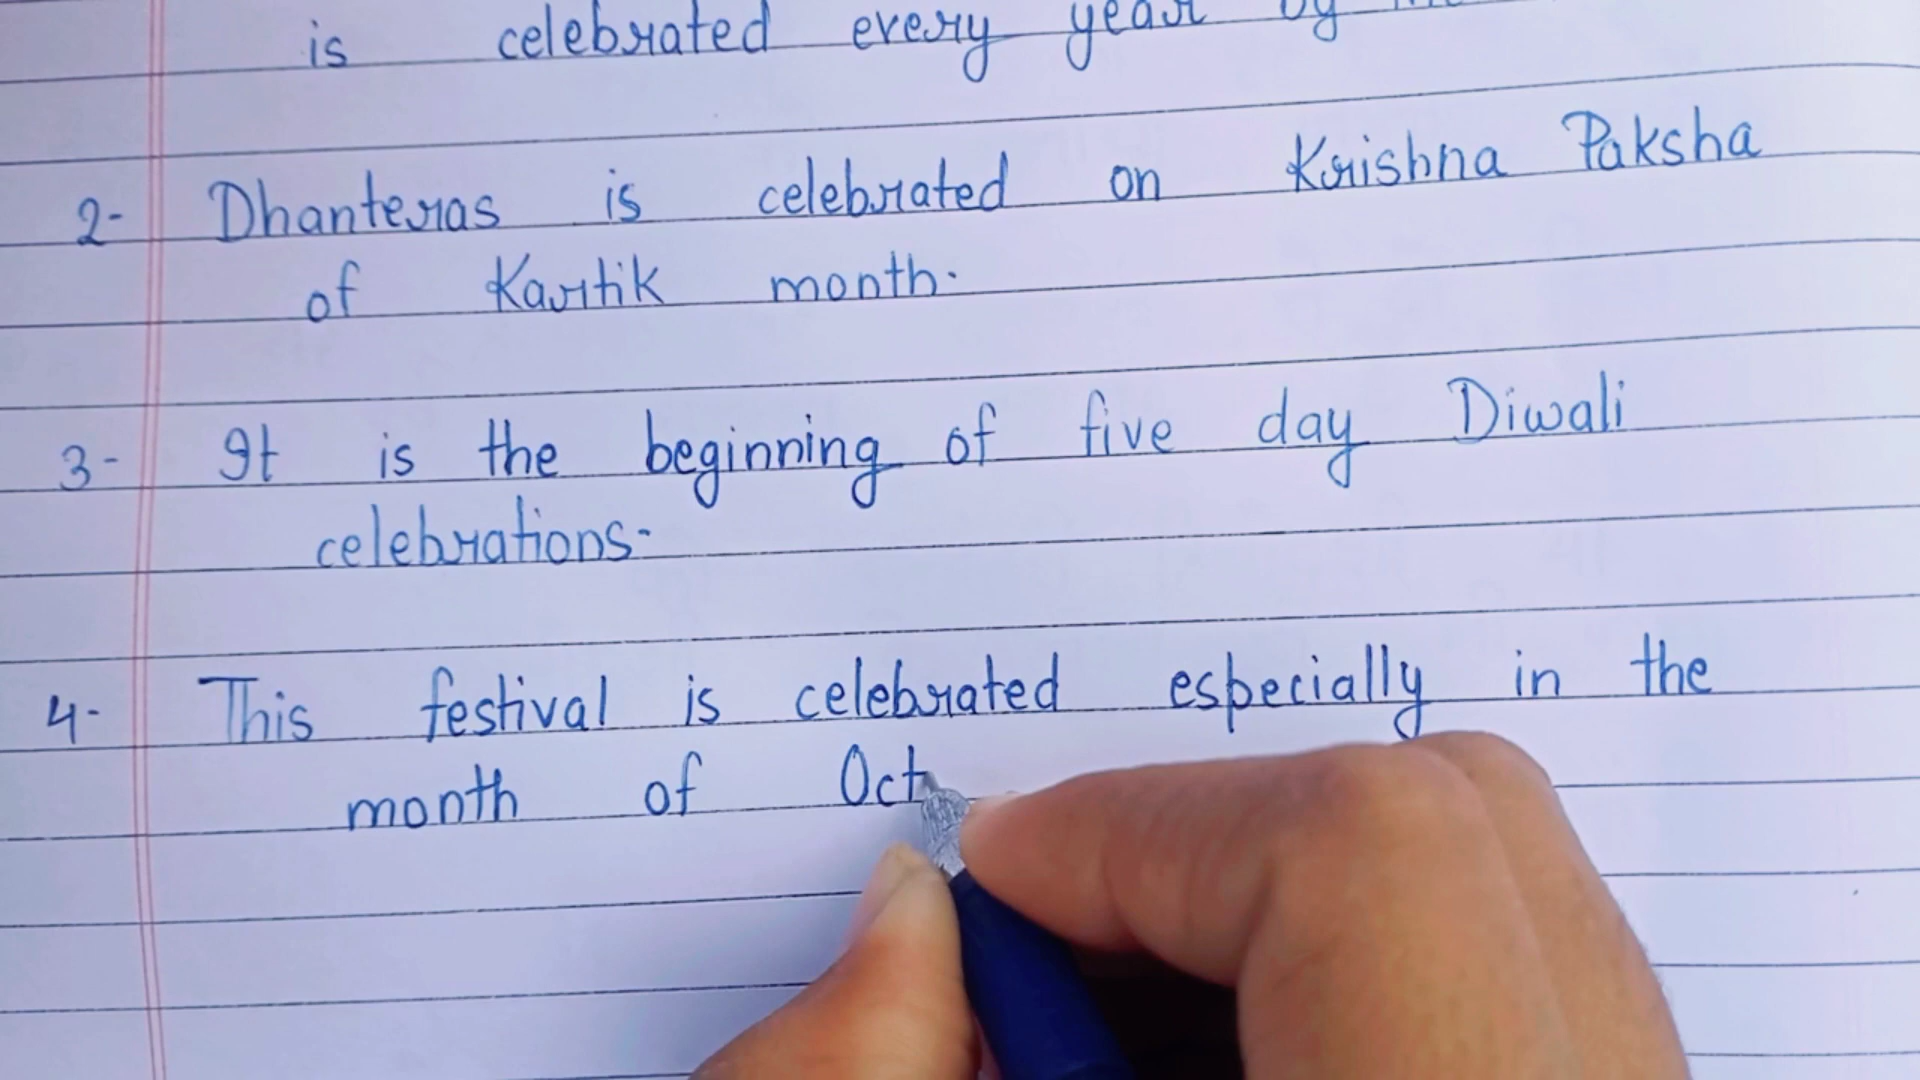 is celebrated every year by
2- Dhanteras is celebrated on Krishna Paksha
of Kartik month.
3- It is the beginning of five day Diwali
celebrations.
4- This festival is celebrated especially in the
month of Oct